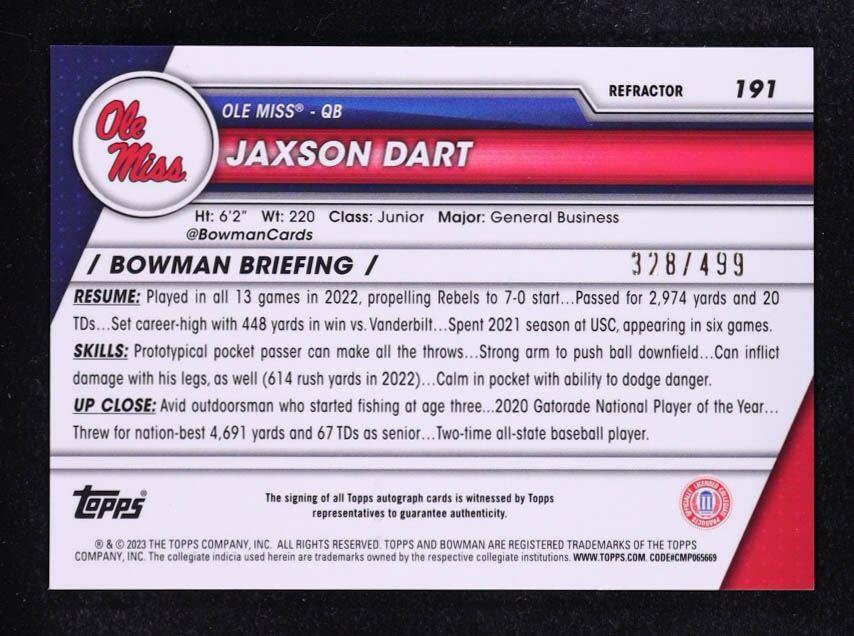 REFRACTOR 191
Ole
Miss
OLE MISS® - QB
JAXSON DART
Ht: 6'2" Wt: 220 Class: Junior Major: General Business
@BowmanCards
/ BOWMAN BRIEFING /
328/499
RESUME: Played in all 13 games in 2022, propelling Rebels to 7-0 start...Passed for 2,974 yards and 20
TDs...Set career-high with 448 yards in win vs. Vanderbilt...Spent 2021 season at USC, appearing in six games.
SKILLS: Prototypical pocket passer can make all the throws...Strong arm to push ball downfield...Can inflict
damage with his legs, as well (614 rush yards in 2022)...Calm in pocket with ability to dodge danger.
UP CLOSE: Avid outdoorsman who started fishing at age three...2020 Gatorade National Player of the Year...
Threw for nation-best 4,691 yards and 67 TDs as senior...Two-time all-state baseball player.
topps®
The signing of all Topps autograph cards is witnessed by Topps
representatives to guarantee authenticity.
OFFICIALLY LICENSED COLLEGIATE PRODUCTS
® & © 2023 THE TOPPS COMPANY, INC. ALL RIGHTS RESERVED. TOPPS AND BOWMAN ARE REGISTERED TRADEMARKS OF THE TOPPS
COMPANY, INC. The collegiate indicia used herein are trademarks owned by the respective collegiate institutions. WWW.TOPPS.COM. CODE#CMP065669